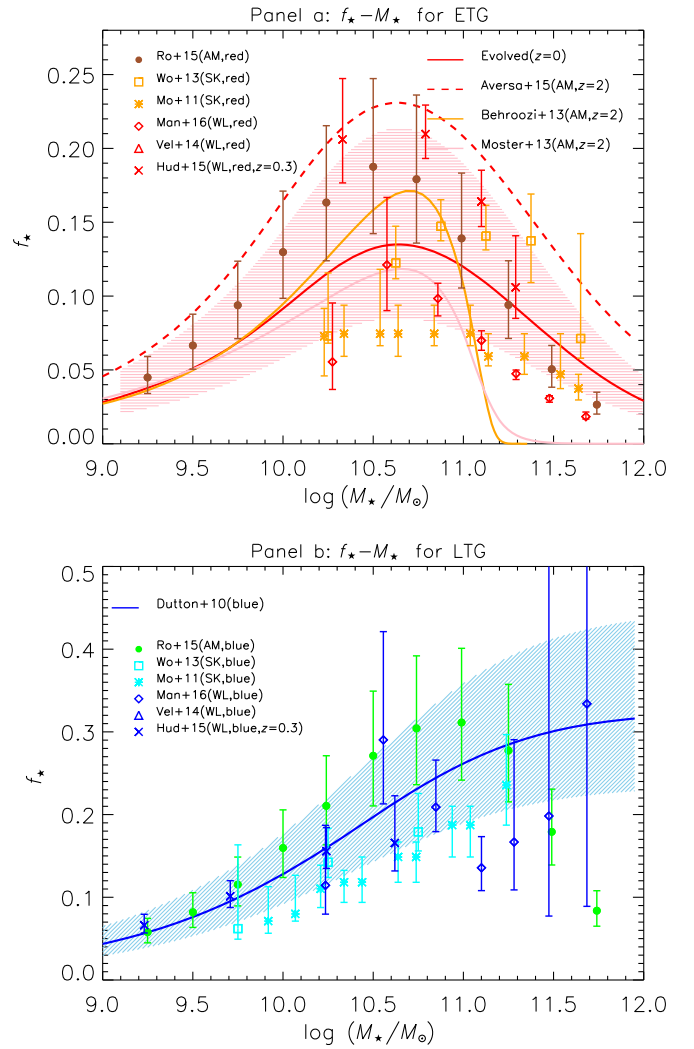 Panel a: f⋆−M⋆ for ETG
Ro+15(AM,red)
Wo+13(SK,red)
Mo+11(SK,red)
Man+16(WL,red)
Vel+14(WL,red)
Hud+15(WL,red,z=0.3)
Evolved(z=0)
Aversa+15(AM,z=2)
Behroozi+13(AM,z=2)
Moster+13(AM,z=2)
0.25
0.20
0.15
0.10
0.05
0.00
f⋆
9.0 9.5 10.0 10.5 11.0 11.5 12.0
log (M⋆/M⊙)
Panel b: f⋆−M⋆ for LTG
Dutton+10(blue)
Ro+15(AM,blue)
Wo+13(SK,blue)
Mo+11(SK,blue)
Man+16(WL,blue)
Vel+14(WL,blue)
Hud+15(WL,blue,z=0.3)
0.5
0.4
0.3
0.2
0.1
0.0
f⋆
9.0 9.5 10.0 10.5 11.0 11.5 12.0
log (M⋆/M⊙)